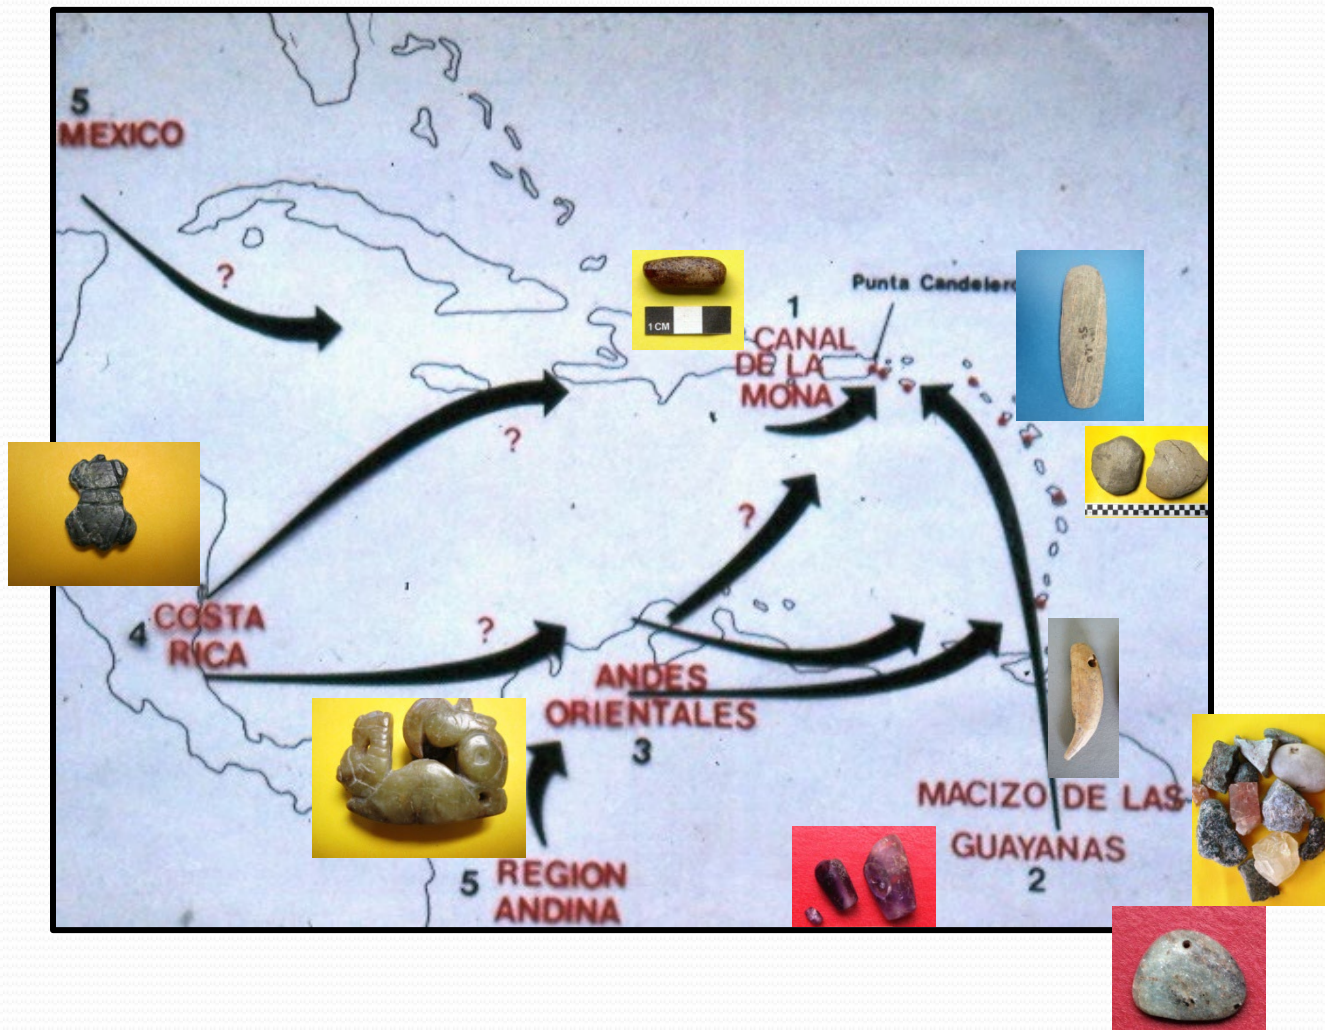 5
MEXICO
?
1 CM
Punta Candelero
1
CANAL
DE LA
MONA
?
?
4
COSTA
RICA
?
ANDES
ORIENTALES
3
MACIZO DE LAS
GUAYANAS
2
5
REGION
ANDINA